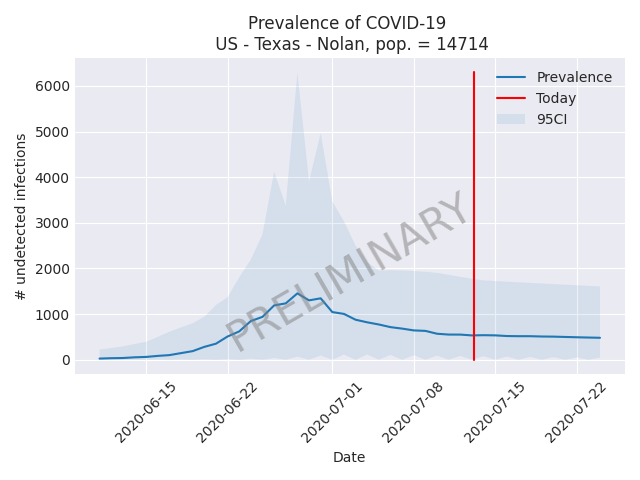 Prevalence of COVID-19
US - Texas - Nolan, pop. = 14714
Prevalence
Today
95CI
6000
5000
4000
3000
2000
1000
0
# undetected infections
PRELIMINARY
2020-06-15
2020-06-22
2020-07-01
2020-07-08
2020-07-15
2020-07-22
Date